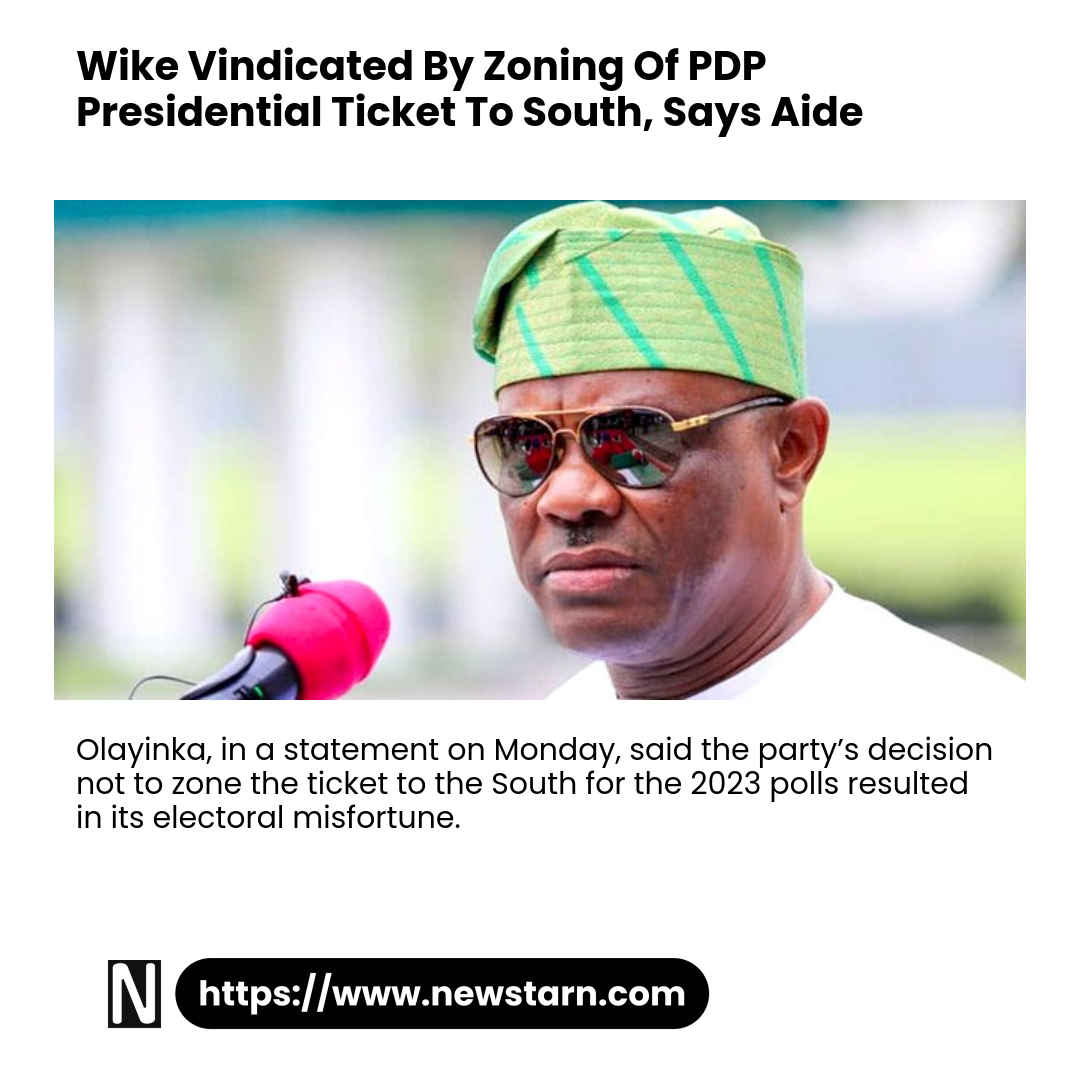 Wike Vindicated By Zoning Of PDP
Presidential Ticket To South, Says Aide
Olayinka, in a statement on Monday, said the party’s decision
not to zone the ticket to the South for the 2023 polls resulted
in its electoral misfortune.
N https://www.newstarn.com